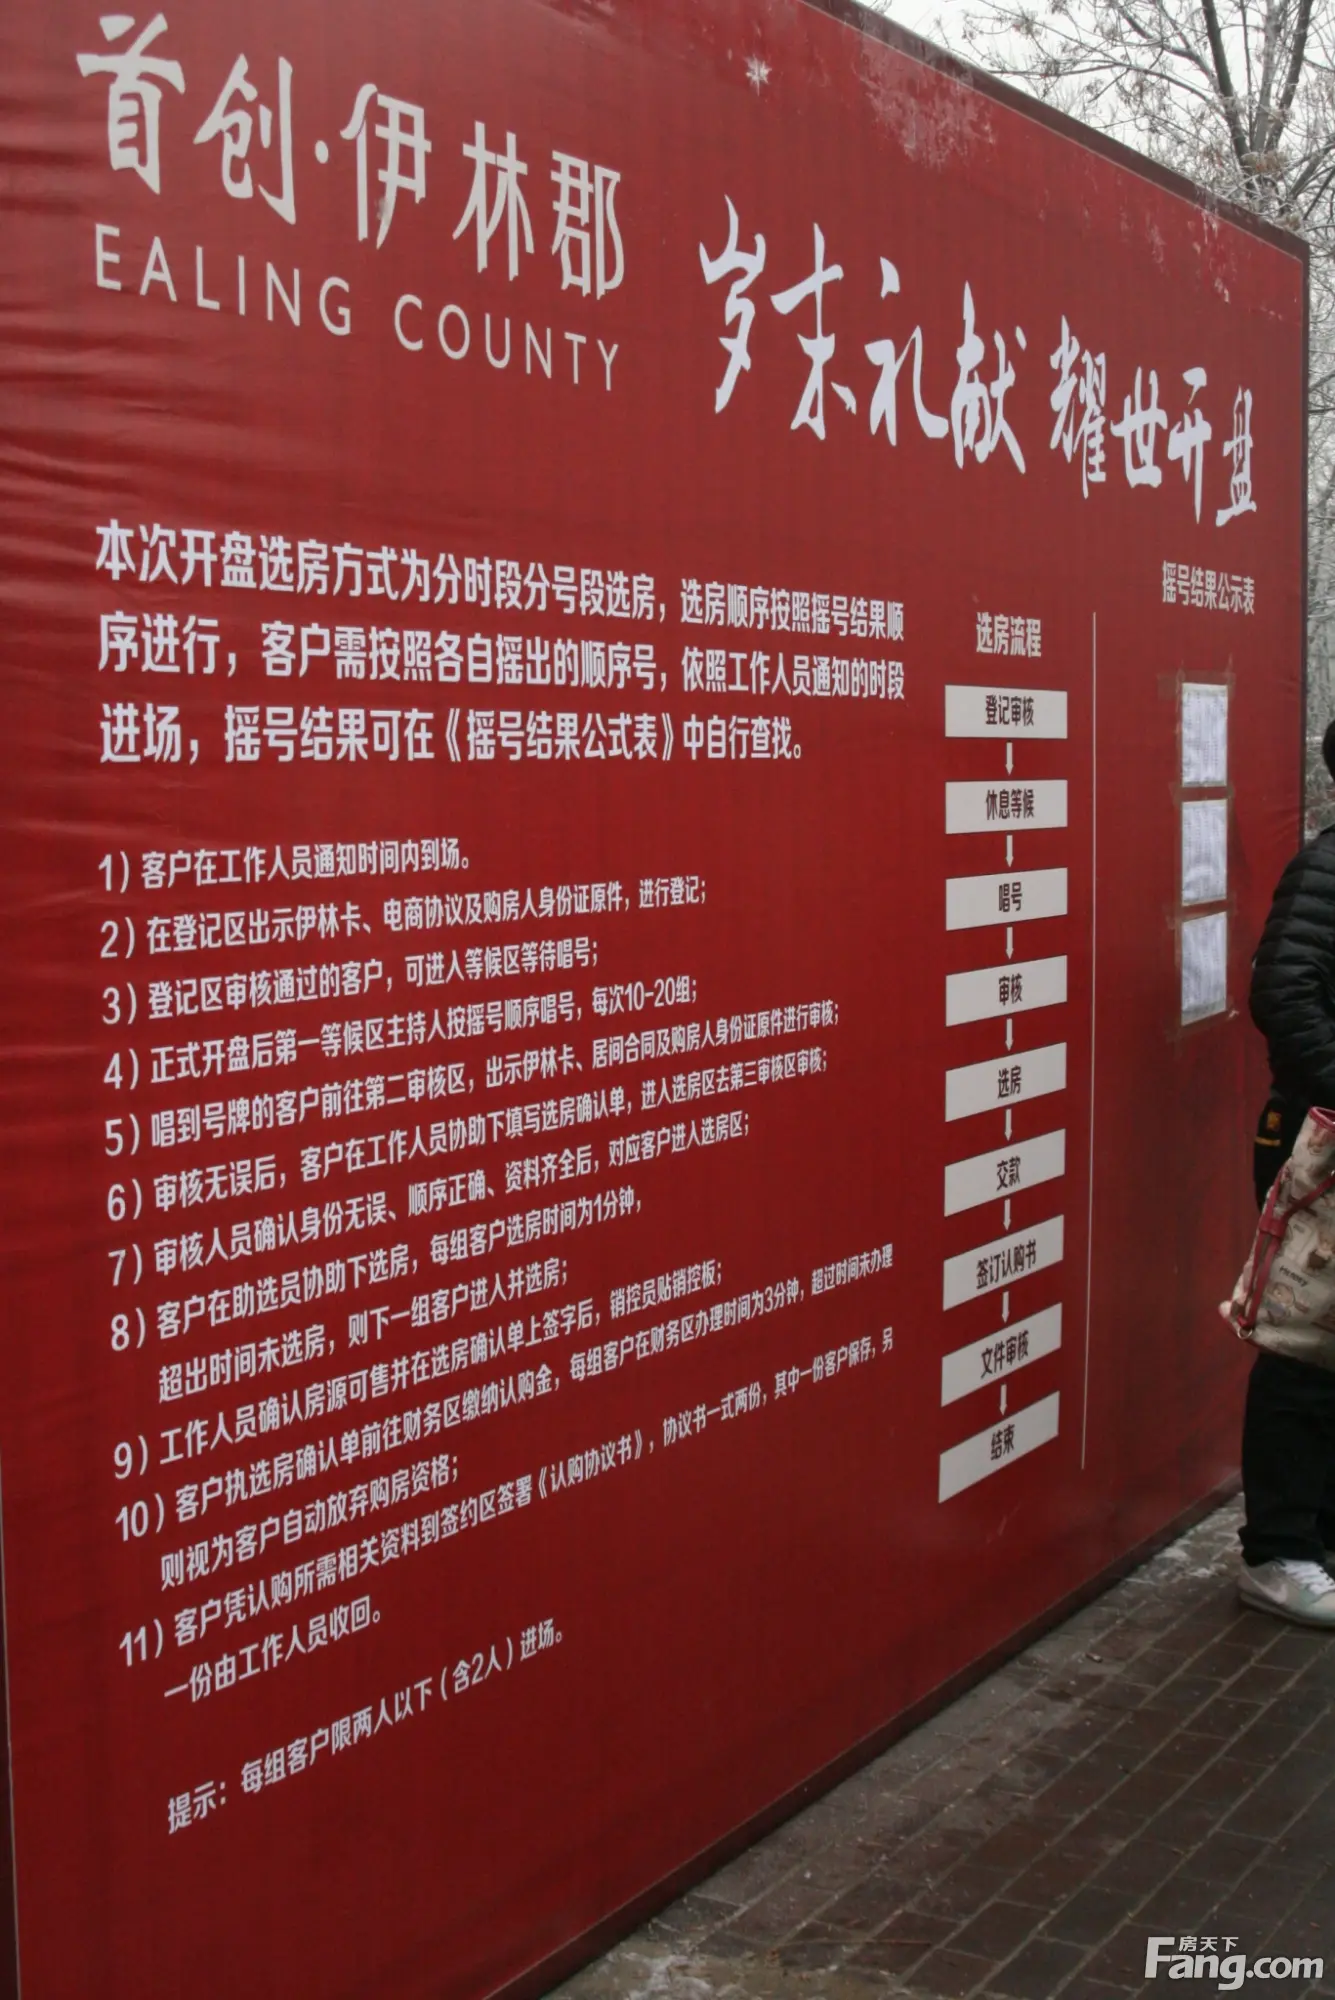 首创·伊林郡
EALING COUNTY
岁末礼献 耀世开盘
本次开盘选房方式为分时段分号段选房，选房顺序按照摇号结果顺
序进行，客户需按照各自摇出的顺序号，依照工作人员通知的时段
进场，摇号结果可在《摇号结果公式表》中自行查找。
1）客户在工作人员通知时间内到场。
2）在登记区出示伊林卡、电商协议及购房人身份证原件，进行登记；
3）登记区审核通过的客户，可进入等候区等待唱号；
4）正式开盘后第一等候区主持人按摇号顺序唱号，每次10-20组；
5）唱到号牌的客户前往第二审核区，出示伊林卡、居间合同及购房人身份证原件进行审核；
6）审核无误后，客户在工作人员协助下填写选房确认单，进入选房区去第三审核区审核；
7）审核人员确认身份无误、顺序正确、资料齐全后，对应客户进入选房区；
8）客户在助选员协助下选房，每组客户选房时间为1分钟，
超出时间未选房，则下一组客户进入并选房；
9）工作人员确认房源可售并在选房确认单上签字后，销控员贴销控板；
10）客户执选房确认单前往财务区缴纳认购金，每组客户在财务区办理时间为3分钟，超过时间未办理
则视为客户自动放弃购房资格；
11）客户凭认购所需相关资料到签约区签署《认购协议书》，协议书一式两份，其中一份客户保存，另
一份由工作人员收回。
提示：每组客户限两人以下（含2人）进场。
选房流程
登记审核
休息等候
唱号
审核
选房
交款
签订认购书
文件审核
结束
摇号结果公示表
房天下
Fang.com